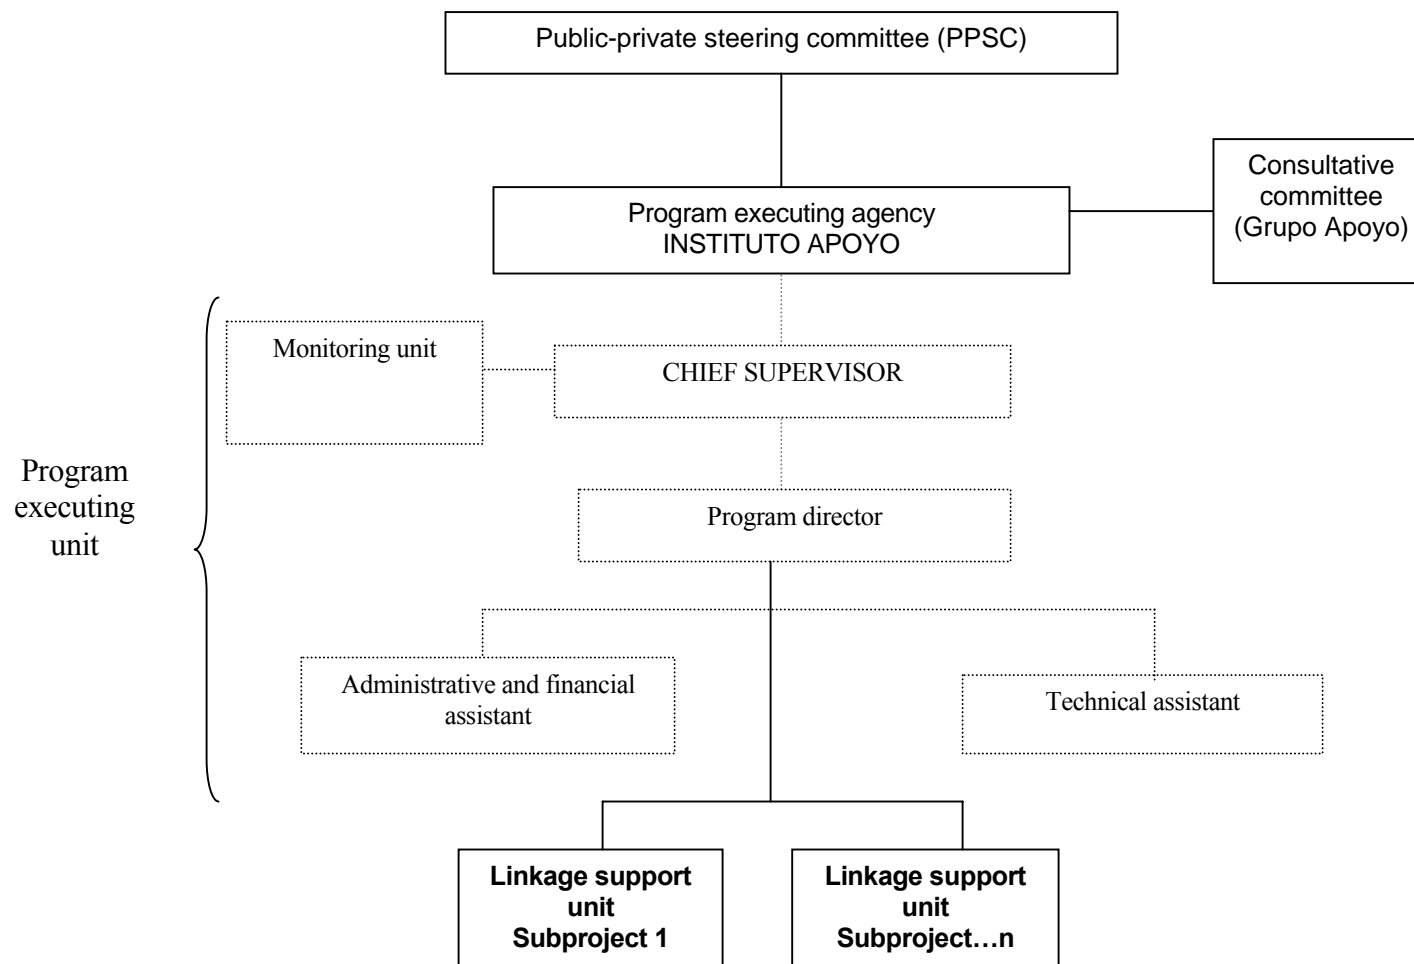 Public-private steering committee (PPSC)
Consultative
committee
(Grupo Apoyo)
Program executing agency
INSTITUTO APOYO
Monitoring unit
CHIEF SUPERVISOR
Program
executing
unit
Program director
Administrative and financial
assistant
Technical assistant
Linkage support
unit
Subproject 1
Linkage support
unit
Subproject…n